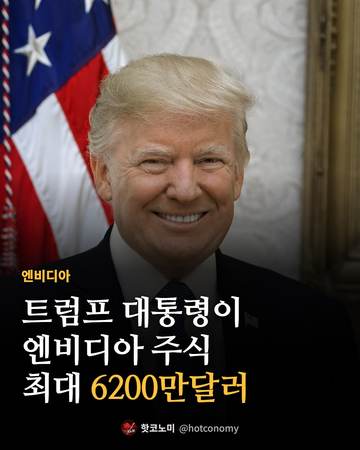 엔비디아
트럼프 대통령이
엔비디아 주식
최대 6200만달러
핫코노미 @hotconomy